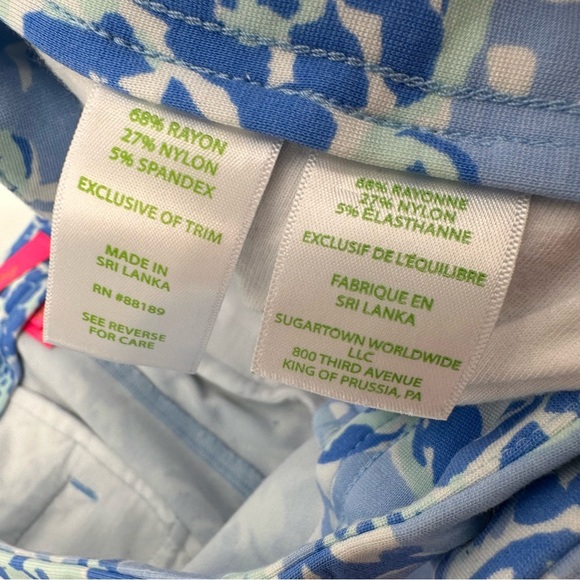 68% RAYON
27% NYLON
5% SPANDEX
EXCLUSIVE OF TRIM
MADE IN
SRI LANKA
RN #88189
SEE REVERSE
FOR CARE
68% RAYONNE
27% NYLON
5% ÉLASTHANNE
EXCLUSIF DE L'ÉQUILIBRE
FABRIQUE EN
SRI LANKA
SUGARTOWN WORLDWIDE
LLC
800 THIRD AVENUE
KING OF PRUSSIA, PA